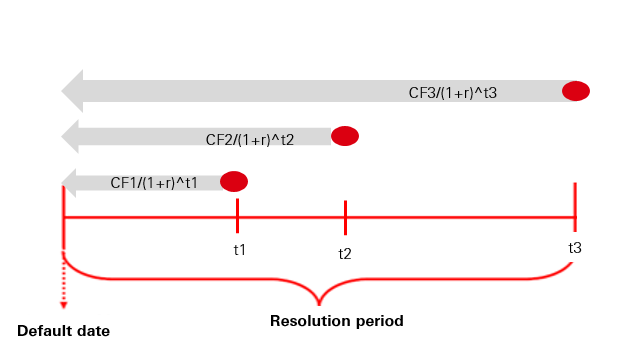 CF3/(1+r)^t3
CF2/(1+r)^t2
CF1/(1+r)^t1
t1
t2
t3
Resolution period
Default date